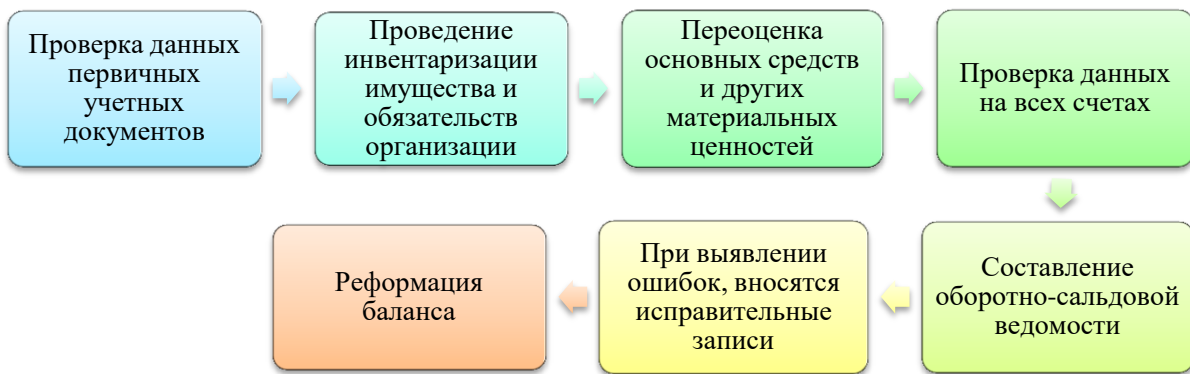 Проверка данных
первичных
учетных
документов
Проведение
инвентаризации
имущества и
обязательств
организации
Переоценка
основных средств
и других
материальных
ценностей
Проверка данных
на всех счетах
Составление
оборотно-сальдовой
ведомости
При выявлении
ошибок, вносятся
исправительные
записи
Реформация
баланса